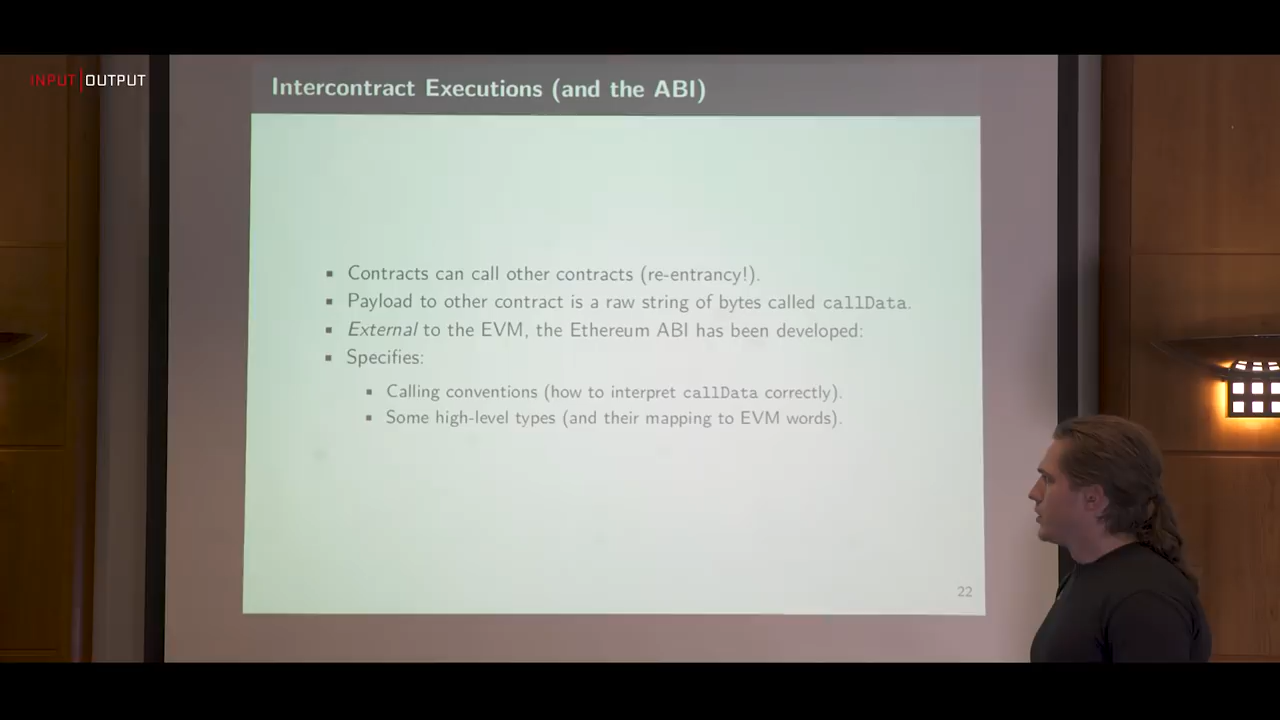 INPUT|OUTPUT
Intercontract Executions (and the ABI)
▪ Contracts can call other contracts (re-entrancy!).
▪ Payload to other contract is a raw string of bytes called callData.
▪ External to the EVM, the Ethereum ABI has been developed:
▪ Specifies:
▪ Calling conventions (how to interpret callData correctly).
▪ Some high-level types (and their mapping to EVM words).
22